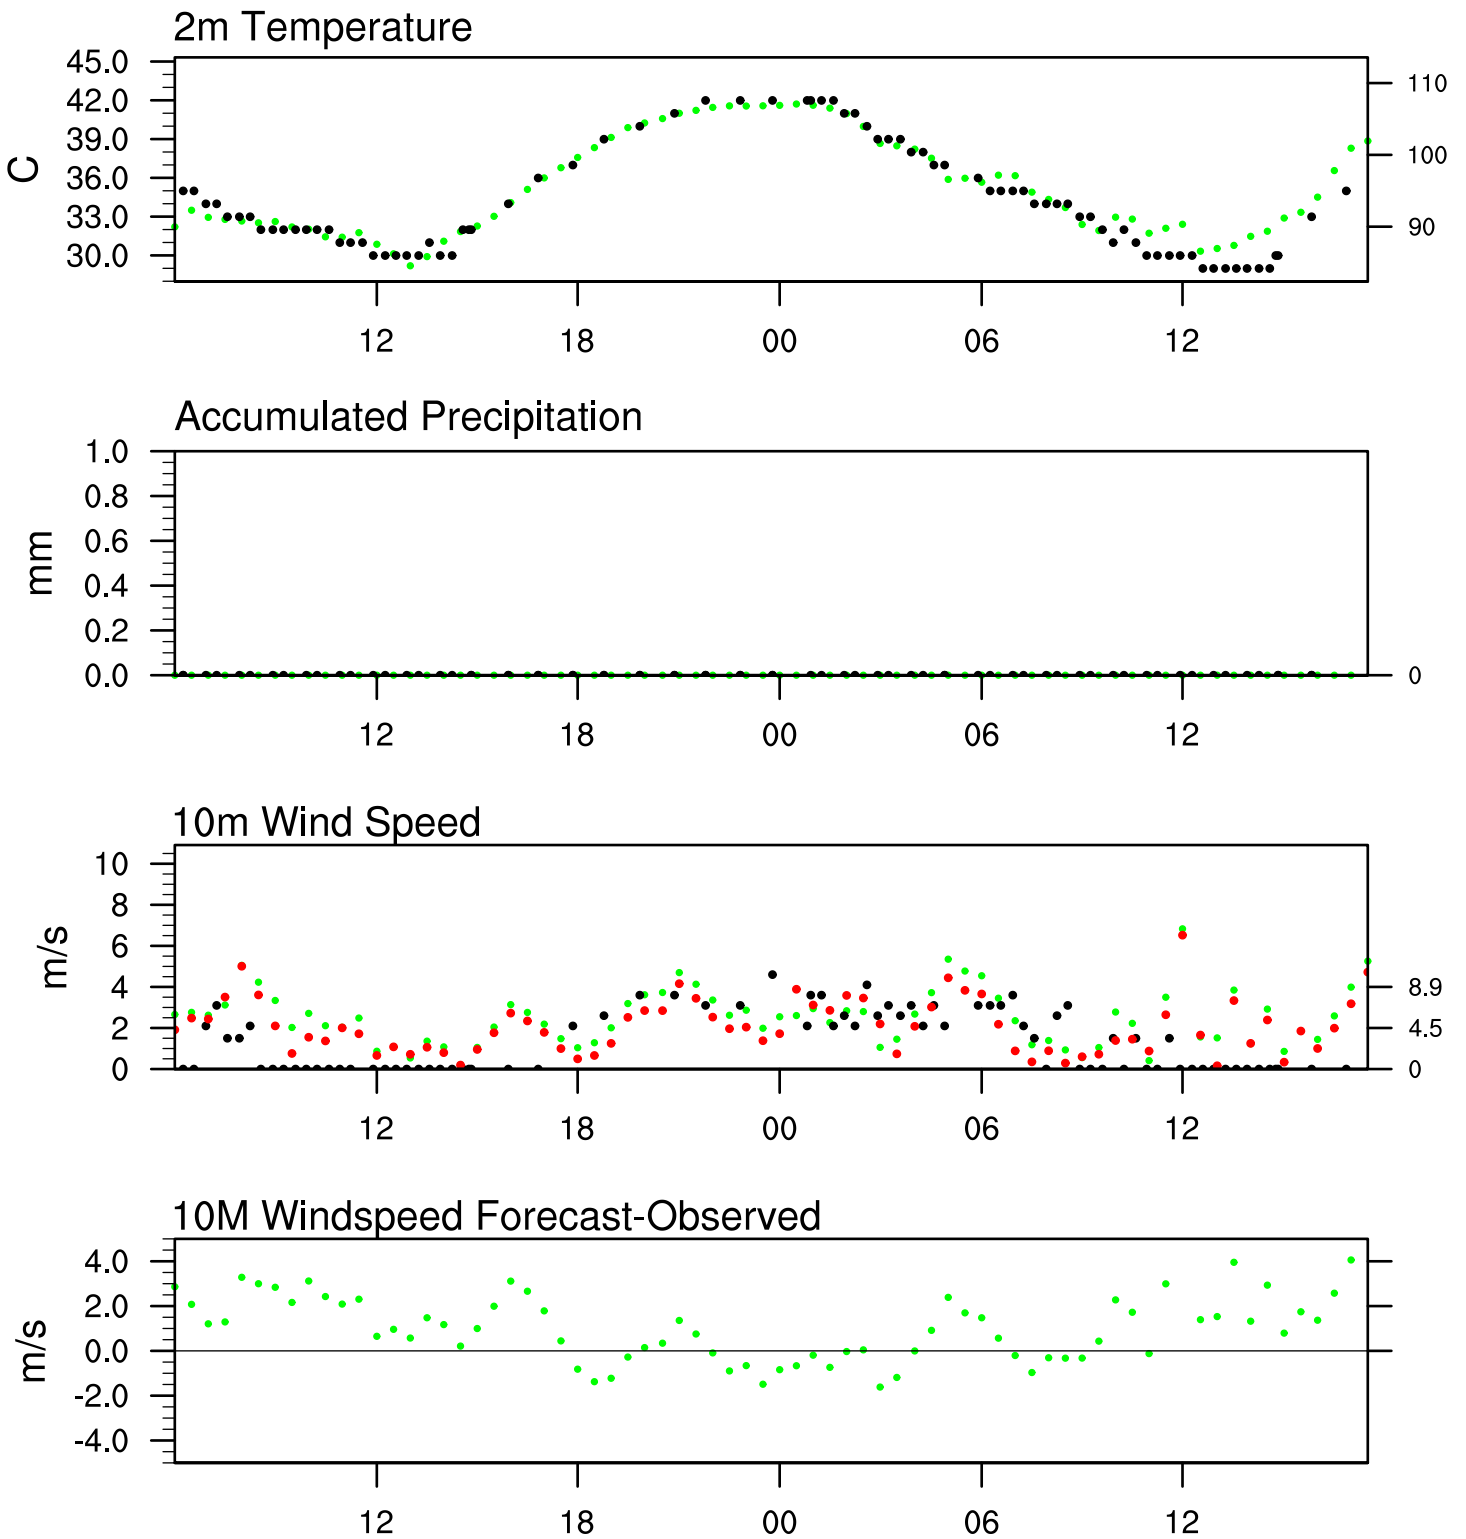 2m Temperature
C
45.0
42.0
39.0
36.0
33.0
30.0
110
100
90
12 18 00 06 12
Accumulated Precipitation
mm
1.0
0.8
0.6
0.4
0.2
0.0
0
12 18 00 06 12
10m Wind Speed
m/s
10
8
6
4
2
0
8.9
4.5
0
12 18 00 06 12
10M Windspeed Forecast-Observed
m/s
4.0
2.0
0.0
-2.0
-4.0
12 18 00 06 12